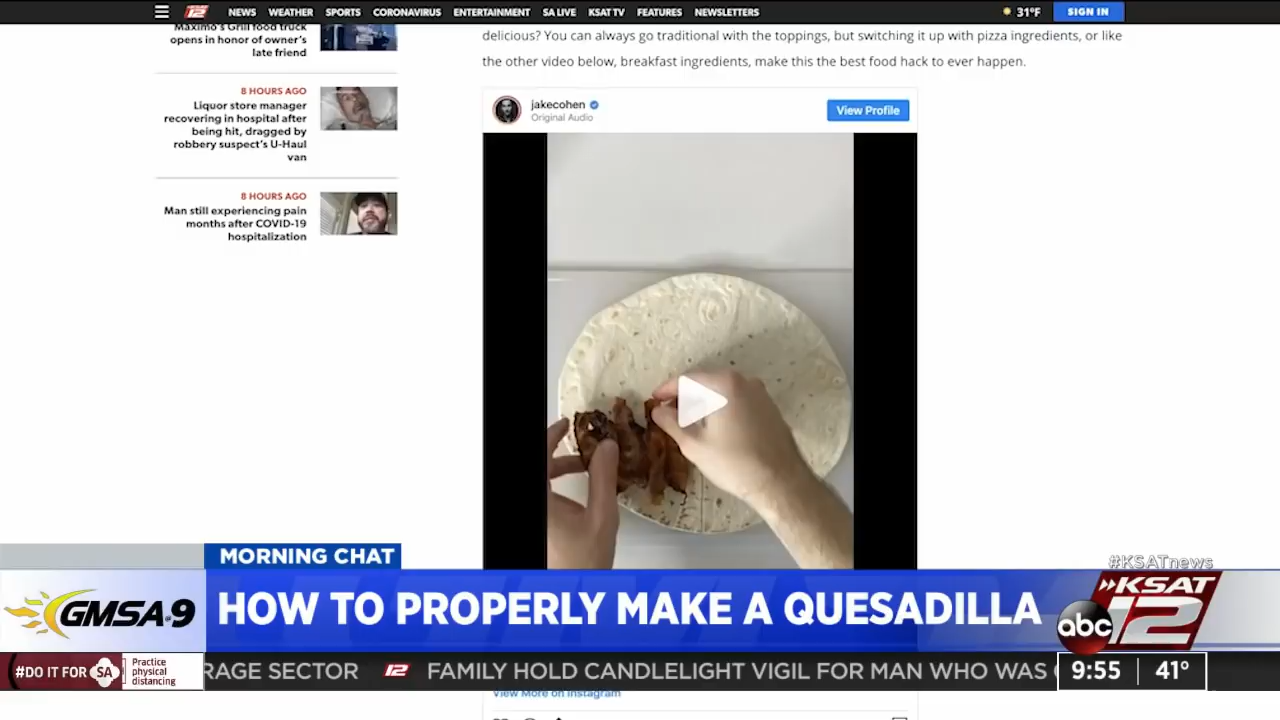 12
NEWS WEATHER SPORTS CORONAVIRUS ENTERTAINMENT SA LIVE KSAT TV FEATURES NEWSLETTERS
31°F
SIGN IN
Maximo's Grill food truck
opens in honor of owner's
late friend
8 HOURS AGO
Liquor store manager
recovering in hospital after
being hit, dragged by
robbery suspect's U-Haul
van
8 HOURS AGO
Man still experiencing pain
months after COVID-19
hospitalization
delicious? You can always go traditional with the toppings, but switching it up with pizza ingredients, or like
the other video below, breakfast ingredients, make this the best food hack to ever happen.
jakecohen
Original Audio
View Profile
MORNING CHAT
#KSATnews
GMSA@9
HOW TO PROPERLY MAKE A QUESADILLA
abc
KSAT
12
#DO IT FOR SA
Practice
physical
distancing
RAGE SECTOR 12 FAMILY HOLD CANDLELIGHT VIGIL FOR MAN WHO WAS
9:55 41°
View More on Instagram